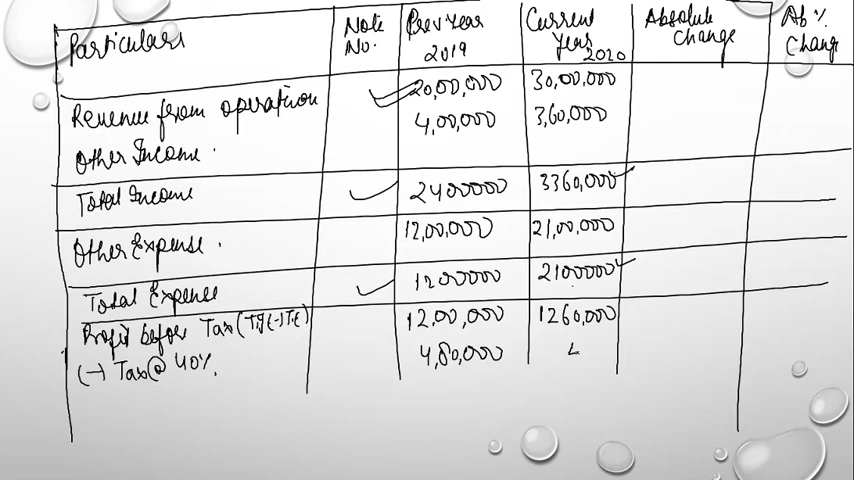 Particulars Note No. Prev Year 2019 Current Year 2020 Absolute Change Ab % Change
Revenue from operation 20,00,000 30,00,000
Other Income. 4,00,000 3,60,000
Total Income 2400000 3360,000
Other Expense. 12,00,000 21,00,000
Total Expense 1200000 2100000
Profit before Tax (T.I (-) T.E) 12,00,000 1260,000
(-) Tax@ 40%. 4,80,000 4